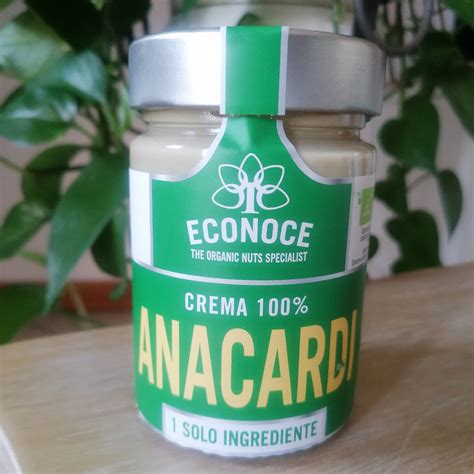 ECONOCE
THE ORGANIC NUTS SPECIALIST
CREMA 100%
ANACARDI
1 SOLO INGREDIENTE